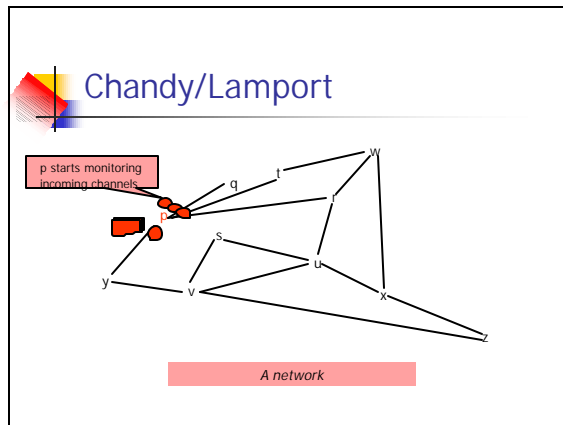 Chandy/Lamport
p starts monitoring
incoming channels
w
t
q
r
p
s
u
y
v
x
z
A network